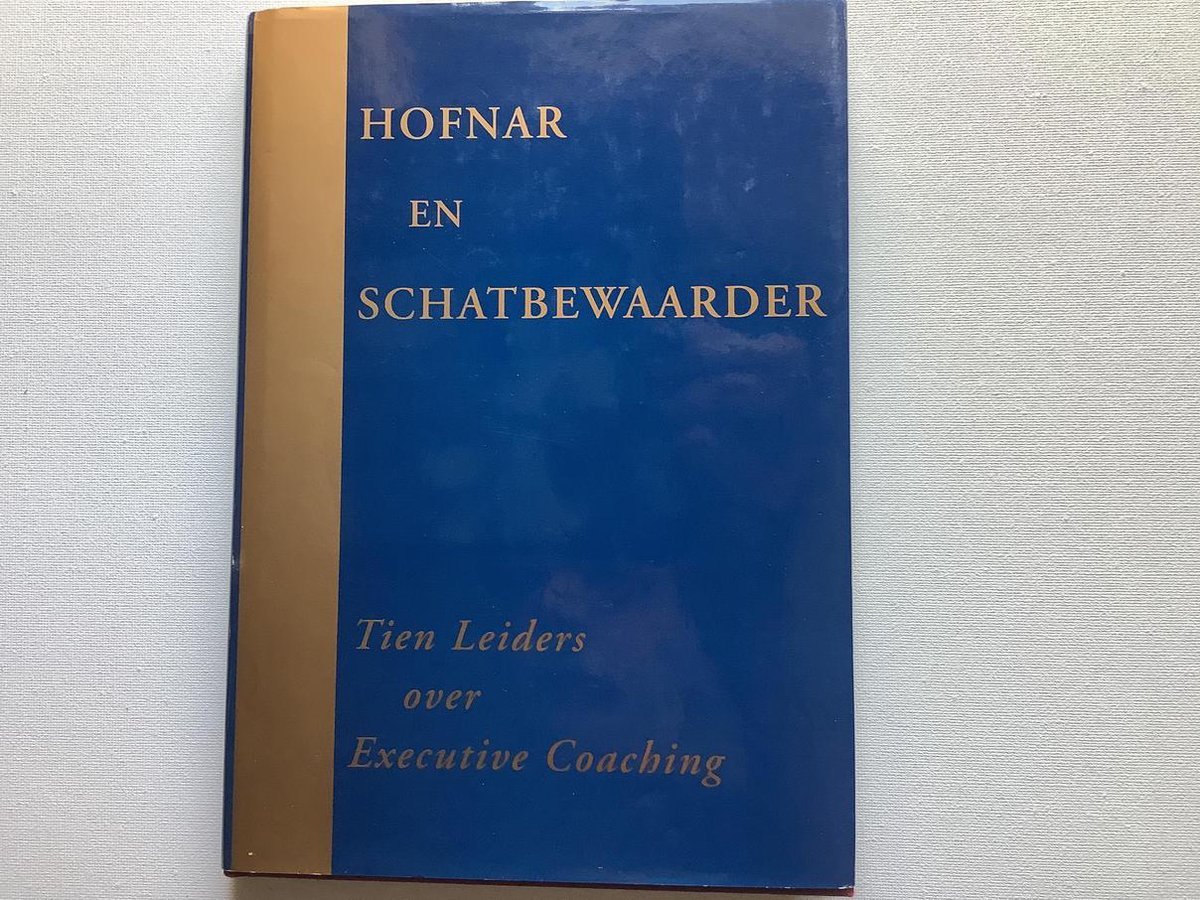 HOFNAR
EN
SCHATBEWAARDER
Tien Leiders
over
Executive Coaching